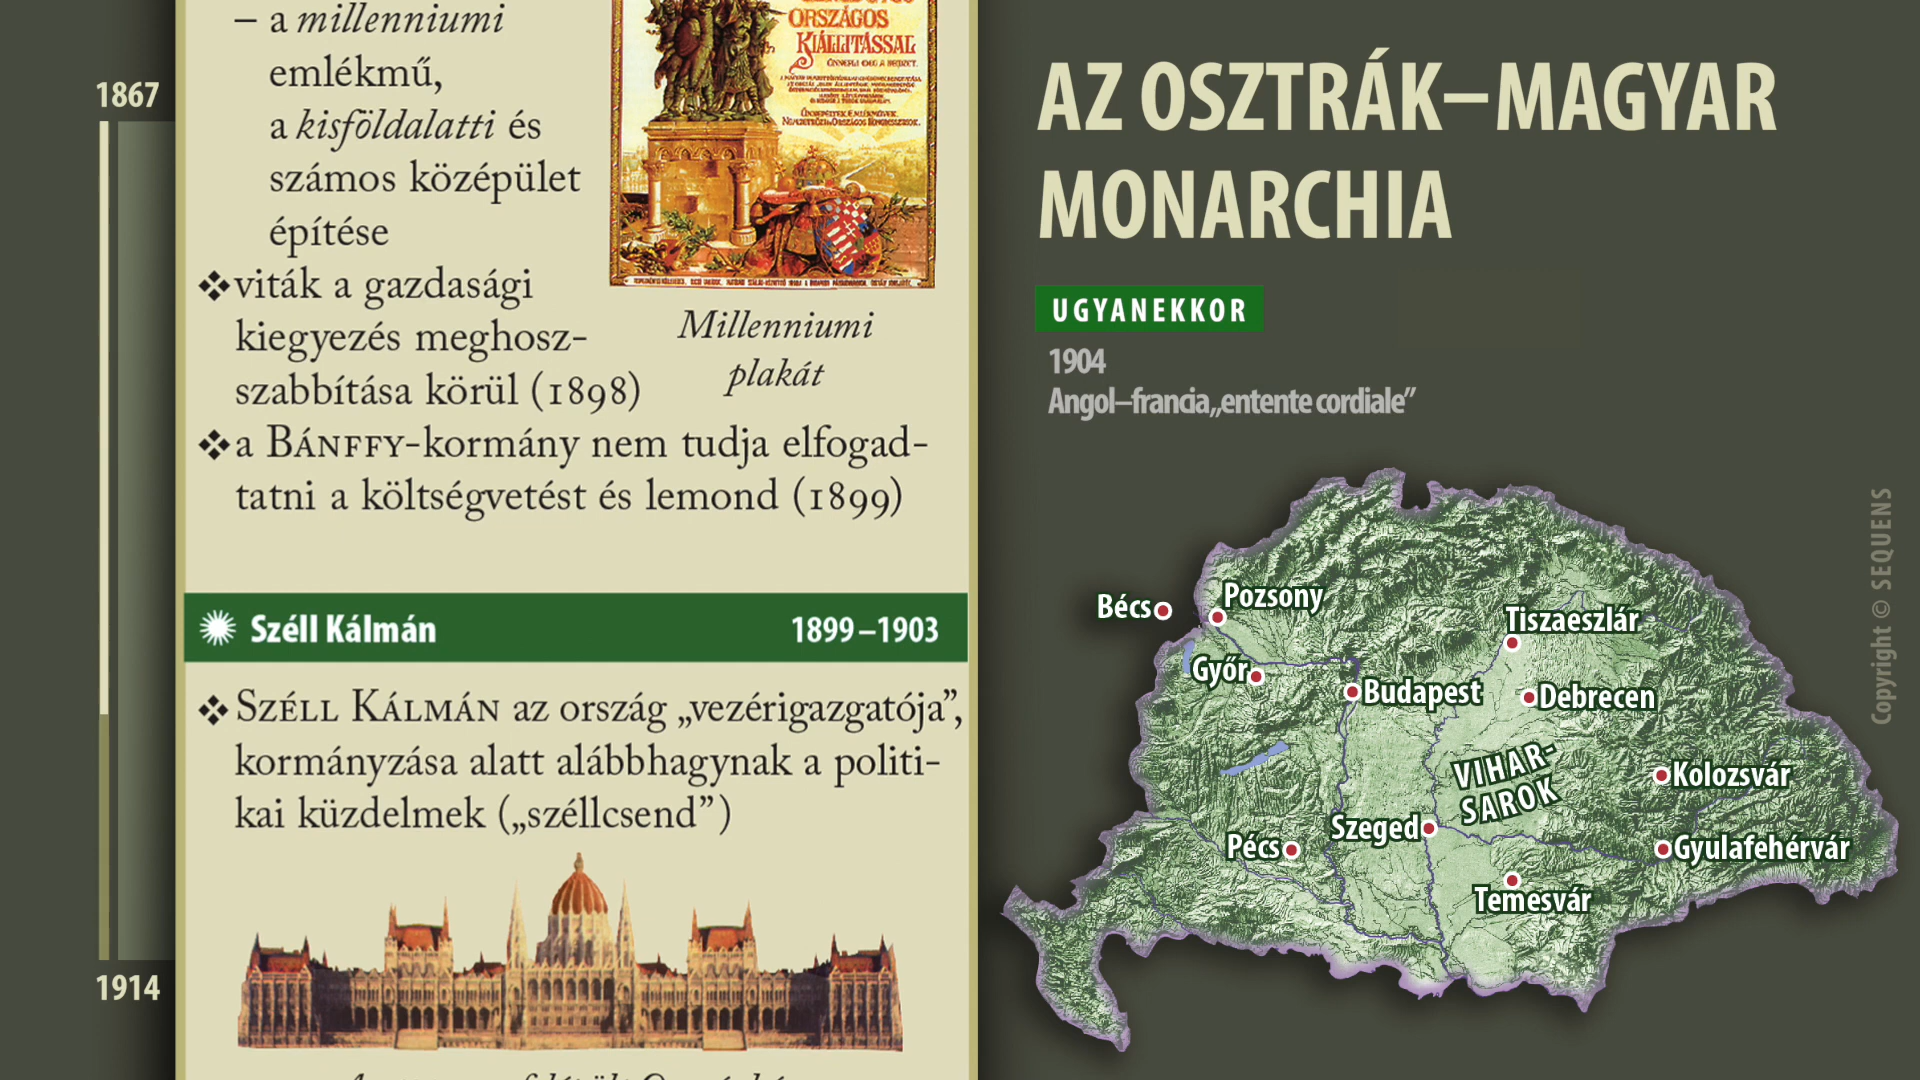 1867
1914
– a millenniumi
emlékmű,
a kisföldalatti és
számos középület
építése
❖ viták a gazdasági
kiegyezés meghosz-
szabbítása körül (1898)
❖ a BÁNFFY-kormány nem tudja elfogad-
tatni a költségvetést és lemond (1899)
ORSZÁGOS
KIÁLLITÁSSAL
Millenniumi
plakát
Széll Kálmán 1899–1903
❖ SZÉLL KÁLMÁN az ország „vezérigazgatója”,
kormányzása alatt alábbhagynak a politi-
kai küzdelmek („széllcsend”)
AZ OSZTRÁK–MAGYAR
MONARCHIA
UGYANEKKOR
1904
Angol–francia „entente cordiale”
Bécs
Pozsony
Tiszaeszlár
Győr
Budapest
Debrecen
VIHAR-
SAROK
Kolozsvár
Szeged
Pécs
Gyulafehérvár
Temesvár
Copyright © SEQUENS